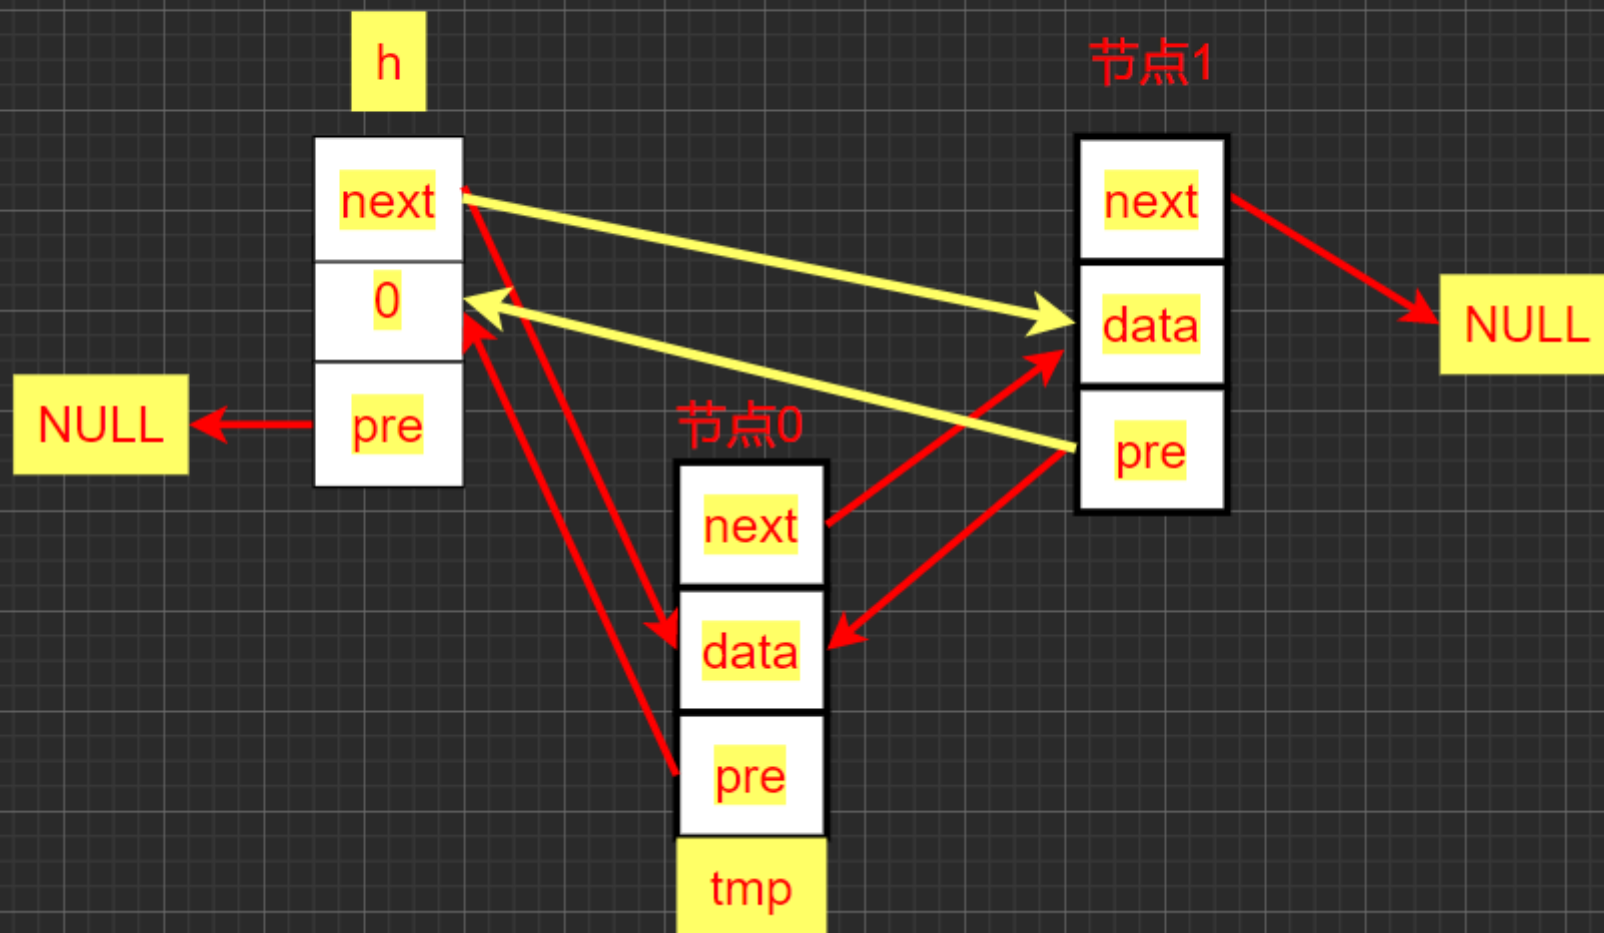 h
next
0
pre
NULL
节点0
next
data
pre
tmp
节点1
next
data
pre
NULL